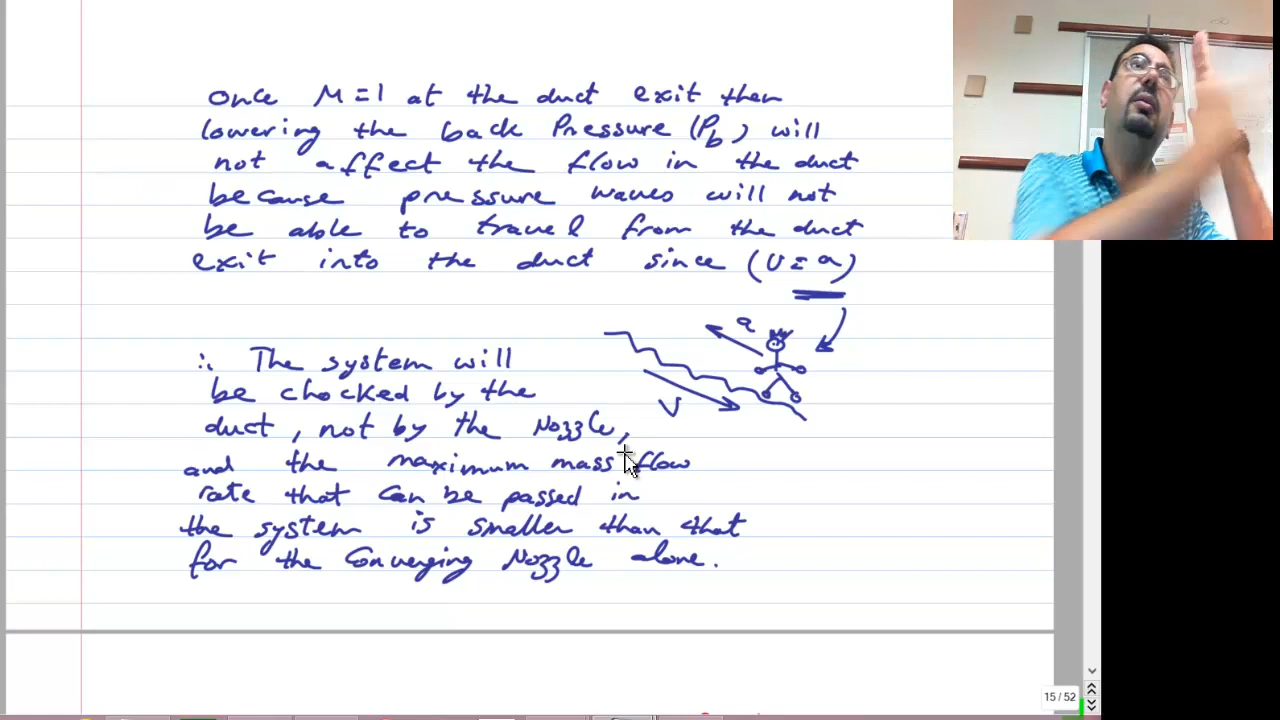 Once M=1 at the duct exit then
lowering the back Pressure (Pb) will
not affect the flow in the duct
because pressure waves will not
be able to travel from the duct
exit into the duct since (V=a)
a
V
∴ The system will
be chocked by the
duct, not by the Nozzle,
and the maximum mass flow
rate that can be passed in
the system is smaller than that
for the Converging Nozzle alone.
15 / 52